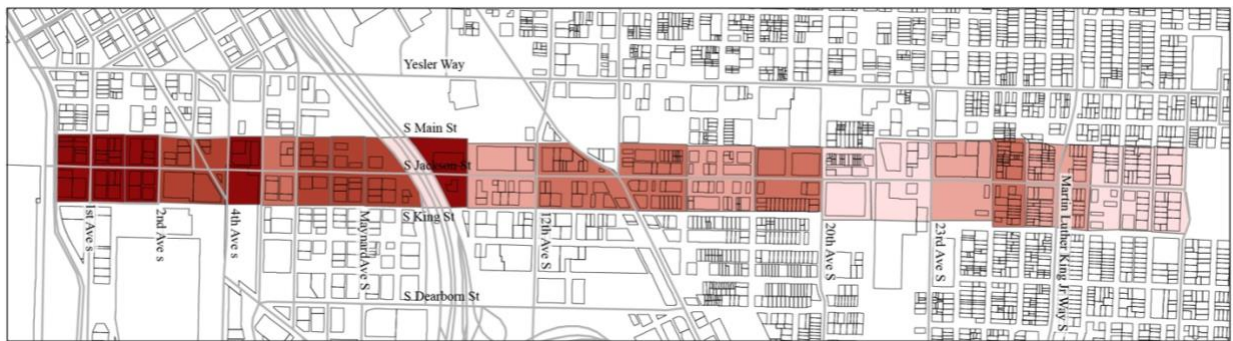 Yesler Way
S Main St
S Jackson St
S King St
S Dearborn St
1st Ave s
2nd Ave s
4th Ave s
Maynard Ave S
12th Ave S
20th Ave S
23rd Ave S
Martin Luther King Jr Way S